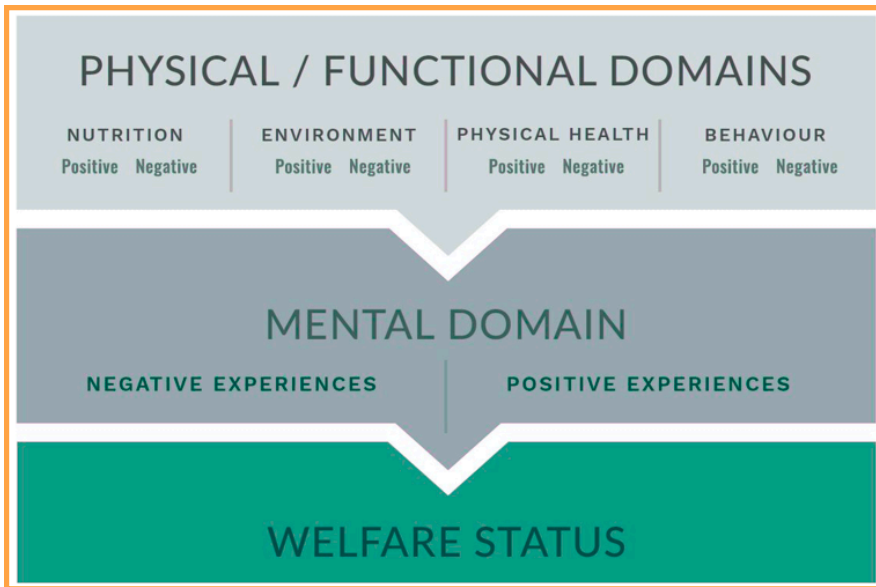 PHYSICAL / FUNCTIONAL DOMAINS
NUTRITION ENVIRONMENT PHYSICAL HEALTH BEHAVIOUR
Positive Negative Positive Negative Positive Negative Positive Negative
MENTAL DOMAIN
NEGATIVE EXPERIENCES POSITIVE EXPERIENCES
WELFARE STATUS